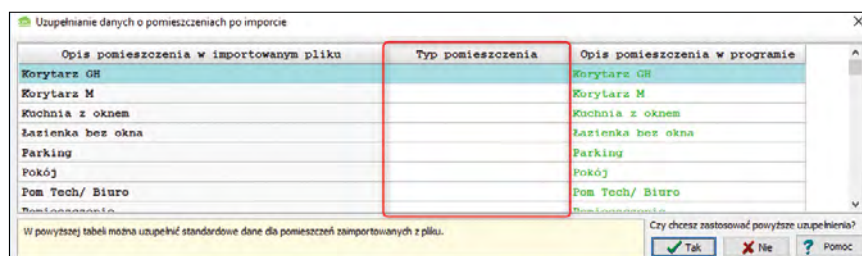 Uzupełnianie danych o pomieszczeniach po imporcie
Opis pomieszczenia w importowanym pliku Typ pomieszczenia Opis pomieszczenia w programie
Korytarz GH Korytarz GH
Korytarz M Korytarz M
Kuchnia z oknem Kuchnia z oknem
Łazienka bez okna Łazienka bez okna
Parking Parking
Pokój Pokój
Pom Tech/ Biuro Pom Tech/ Biuro
W powyższej tabeli można uzupełnić standardowe dane dla pomieszczeń zaimportowanych z pliku.
Czy chcesz zastosować powyższe uzupełnienia?
Tak Nie ? Pomoc